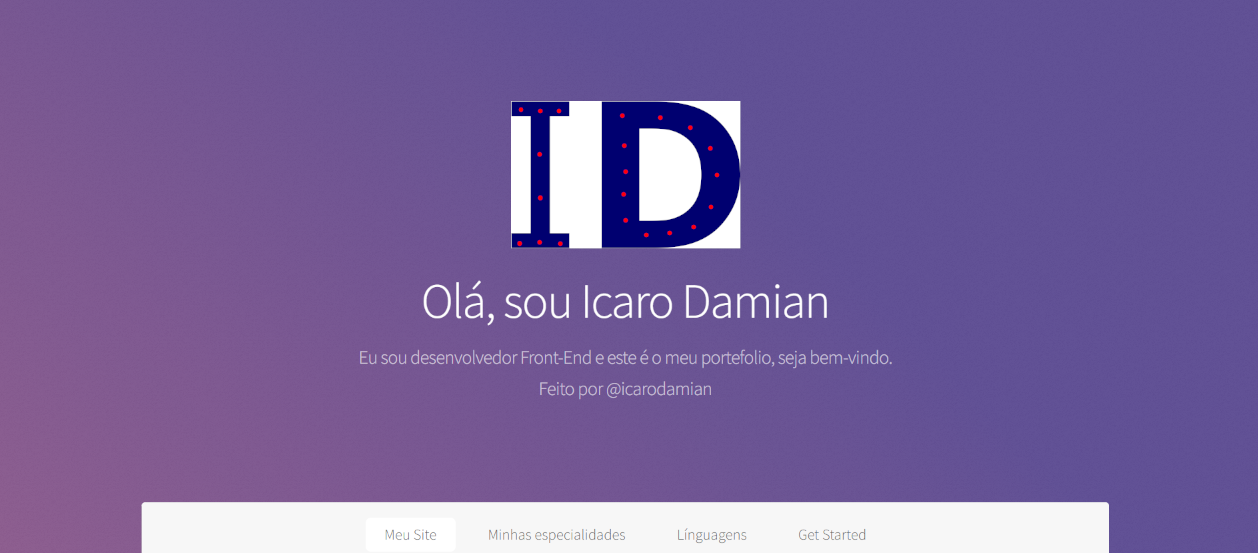 ID
Olá, sou Icaro Damian
Eu sou desenvolvedor Front-End e este é o meu portefolio, seja bem-vindo.
Feito por @icarodamian
Meu Site Minhas especialidades Línguagens Get Started